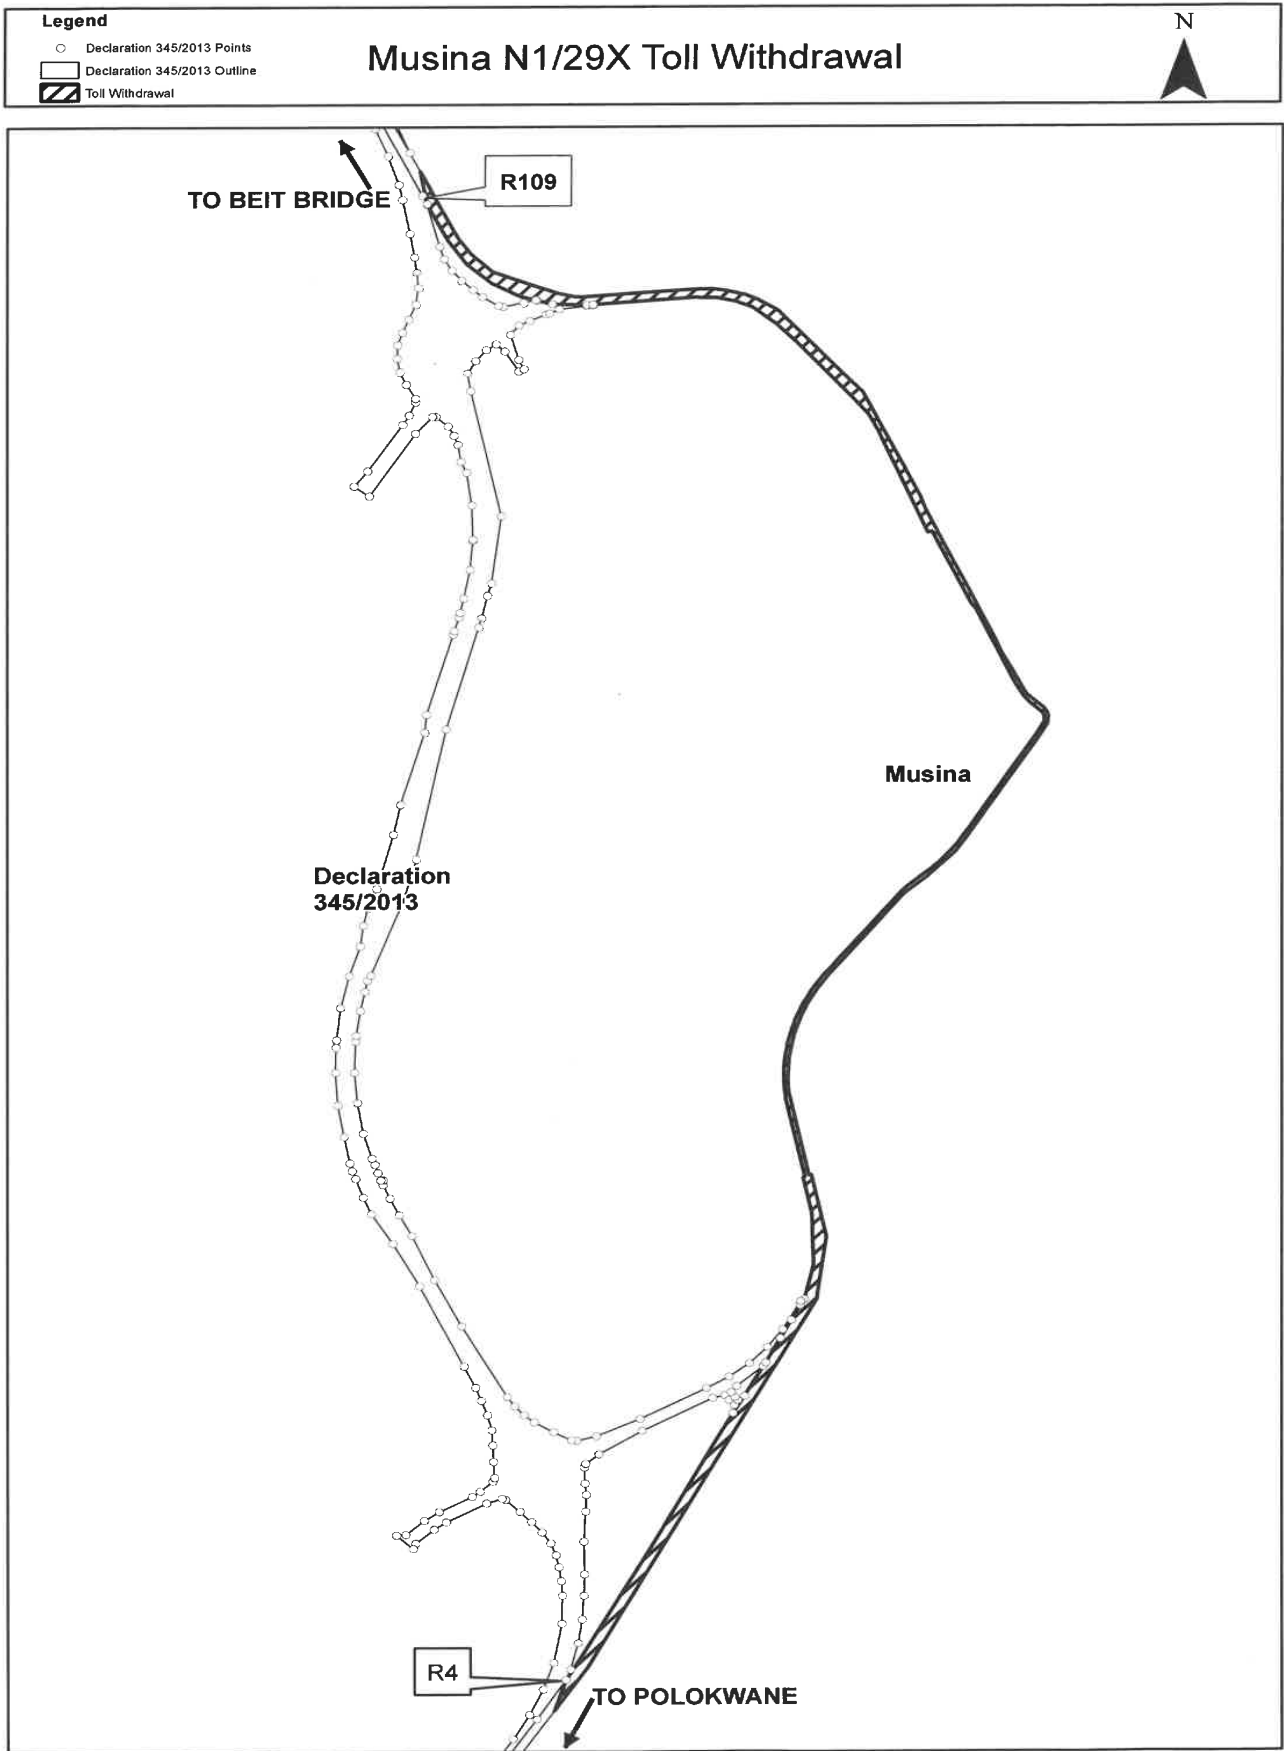 Legend
Declaration 345/2013 Points
Declaration 345/2013 Outline
Toll Withdrawal
Musina N1/29X Toll Withdrawal
N
R109
TO BEIT BRIDGE
Musina
Declaration
345/2013
R4
TO POLOKWANE